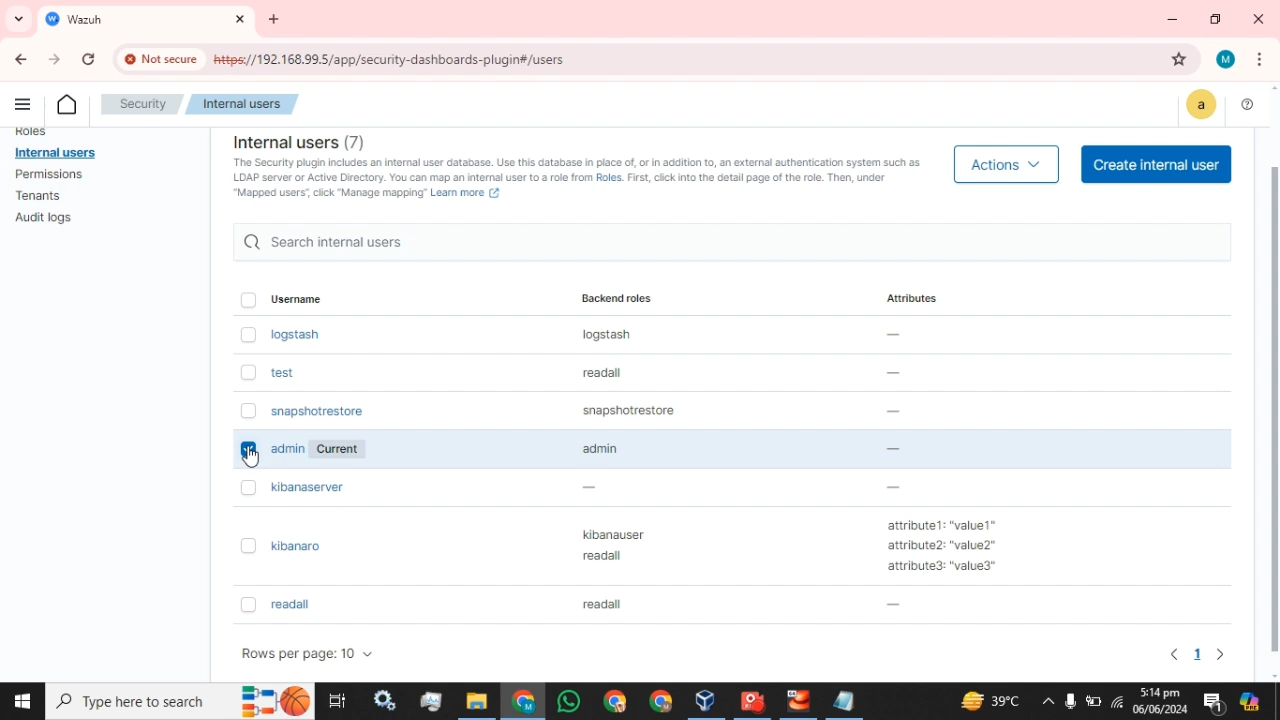 Wazuh
Not secure https://192.168.99.5/app/security-dashboards-plugin#/users
M
Security Internal users
a
Roles
Internal users
Permissions
Tenants
Audit logs
Internal users (7)
The Security plugin includes an internal user database. Use this database in place of, or in addition to, an external authentication system such as
LDAP server or Active Directory. You can map an internal user to a role from Roles. First, click into the detail page of the role. Then, under
“Mapped users”, click “Manage mapping” Learn more
Actions
Create internal user
Search internal users
Username Backend roles Attributes
logstash logstash —
test readall —
snapshotrestore snapshotrestore —
admin Current admin —
kibanaserver — —
kibanaro
kibanauser
readall
attribute1: "value1"
attribute2: "value2"
attribute3: "value3"
readall readall —
Rows per page: 10
1
Type here to search
39°C
5:14 pm
06/06/2024
1